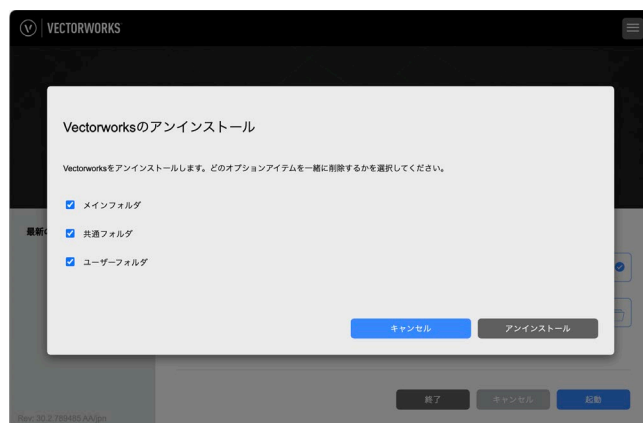 VECTORWORKS
Vectorworksのアンインストール
Vectorworksをアンインストールします。どのオプションアイテムを一緒に削除するかを選択してください。
メインフォルダ
最新の
共通フォルダ
ユーザーフォルダ
キャンセル
アンインストール
終了
キャンセル
起動